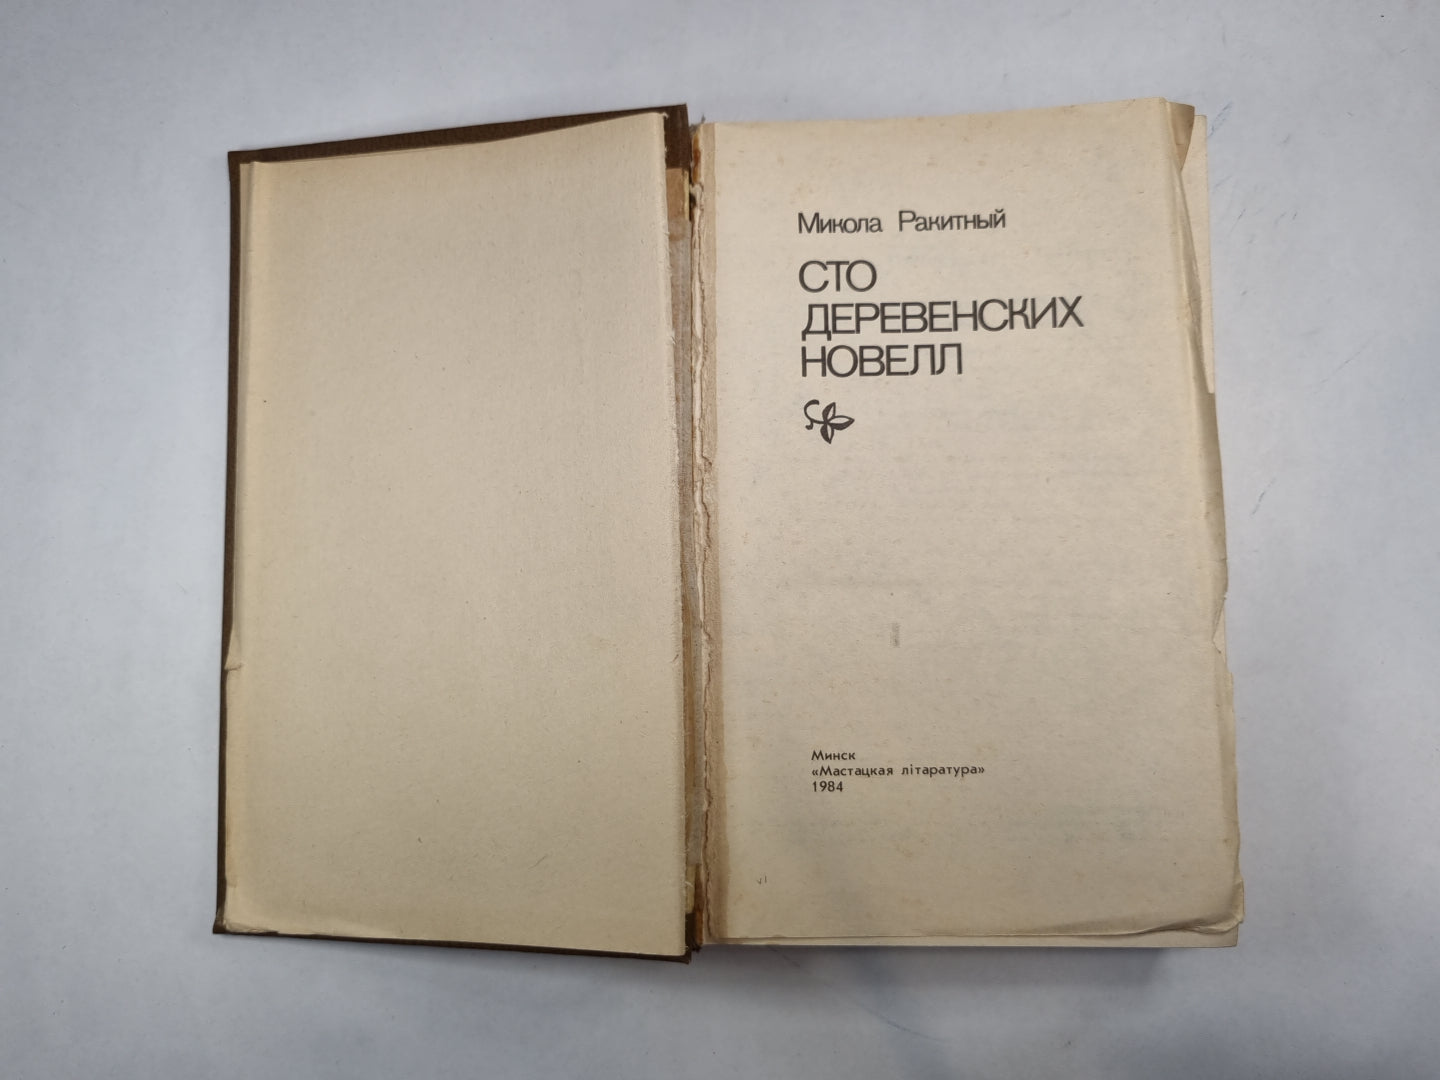 Микола Ракитный
СТО
ДЕРЕВЕНСКИХ
НОВЕЛЛ
Минск
«Мастацкая літаратура»
1984